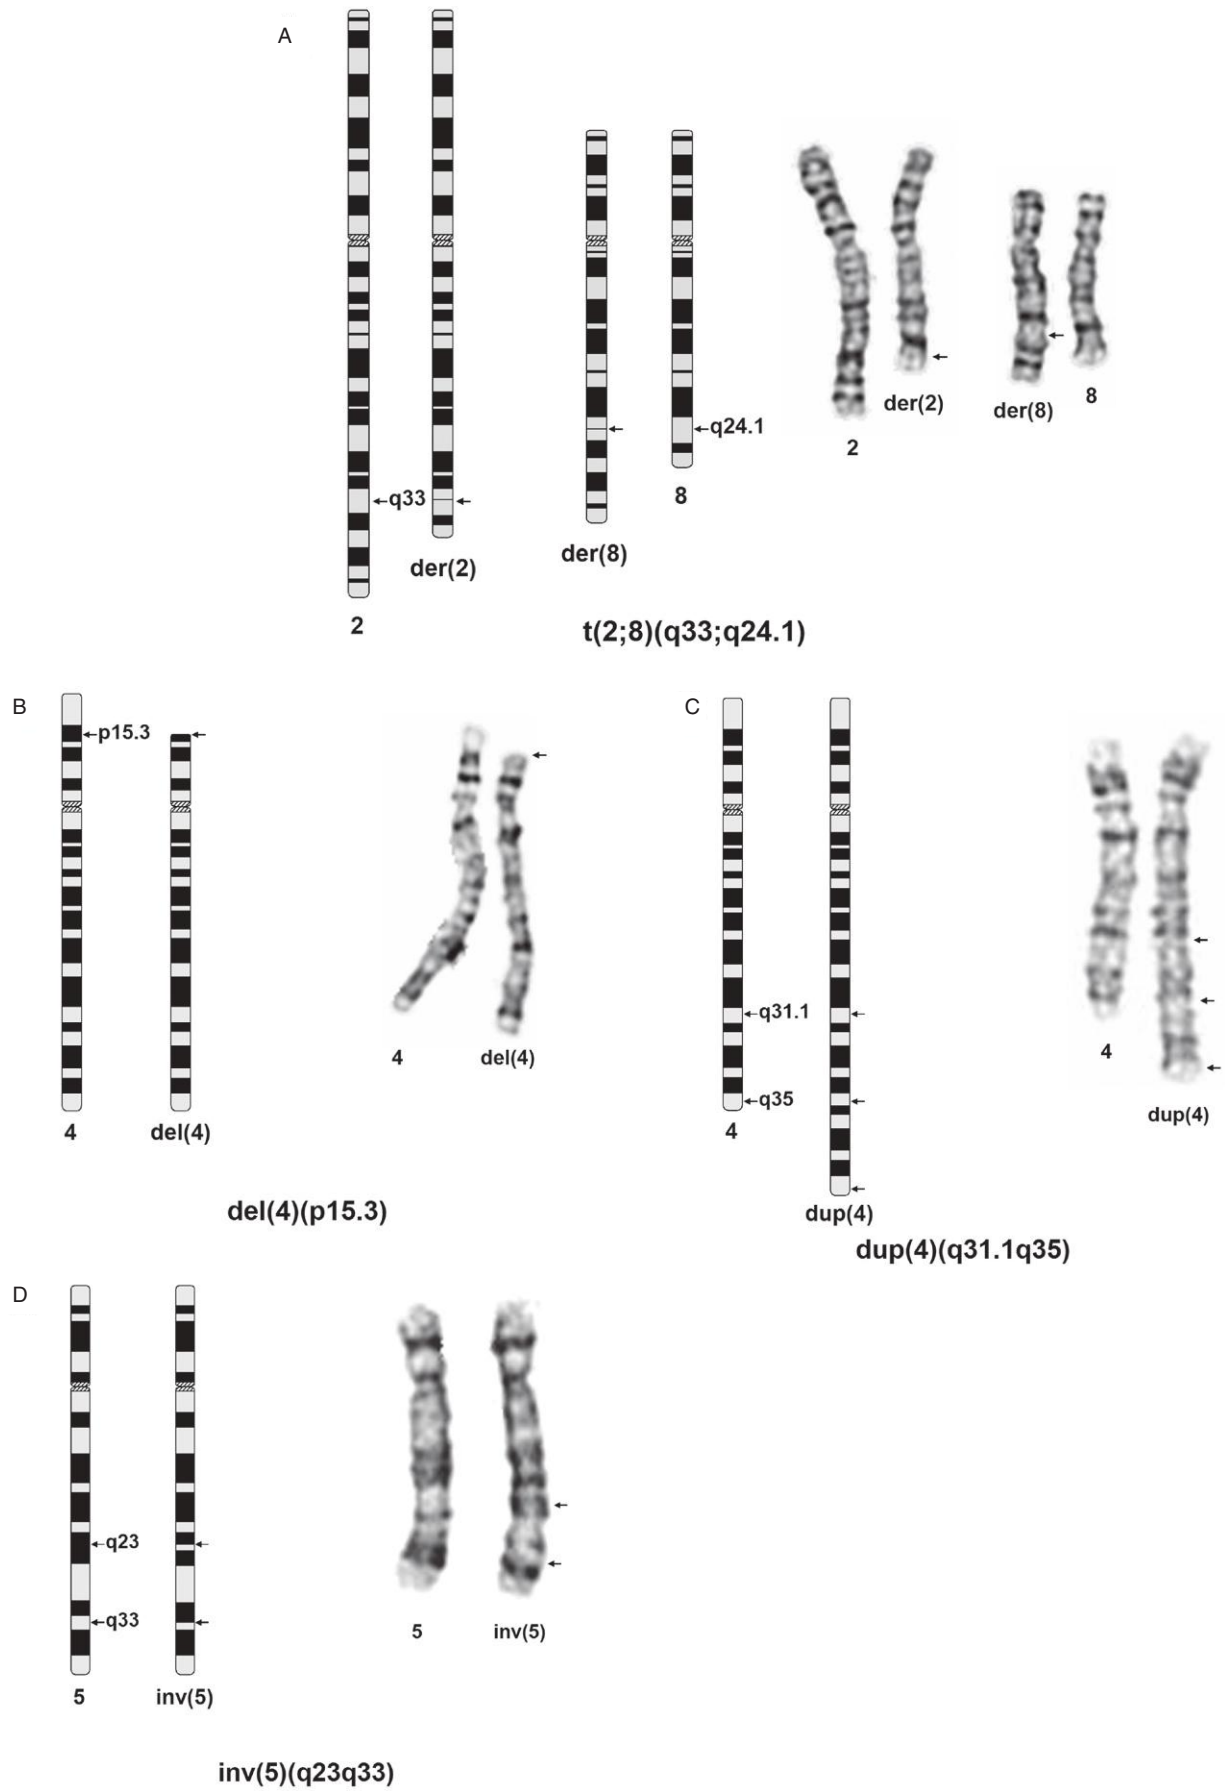 A
q33
q24.1
der(2)
der(8)
8
2
8
der(8)
der(2)
2
t(2;8)(q33;q24.1)
B
p15.3
4
del(4)
4
del(4)
del(4)(p15.3)
C
q31.1
q35
4
4
dup(4)
dup(4)
dup(4)(q31.1q35)
D
q23
q33
5
inv(5)
5
inv(5)
inv(5)(q23q33)